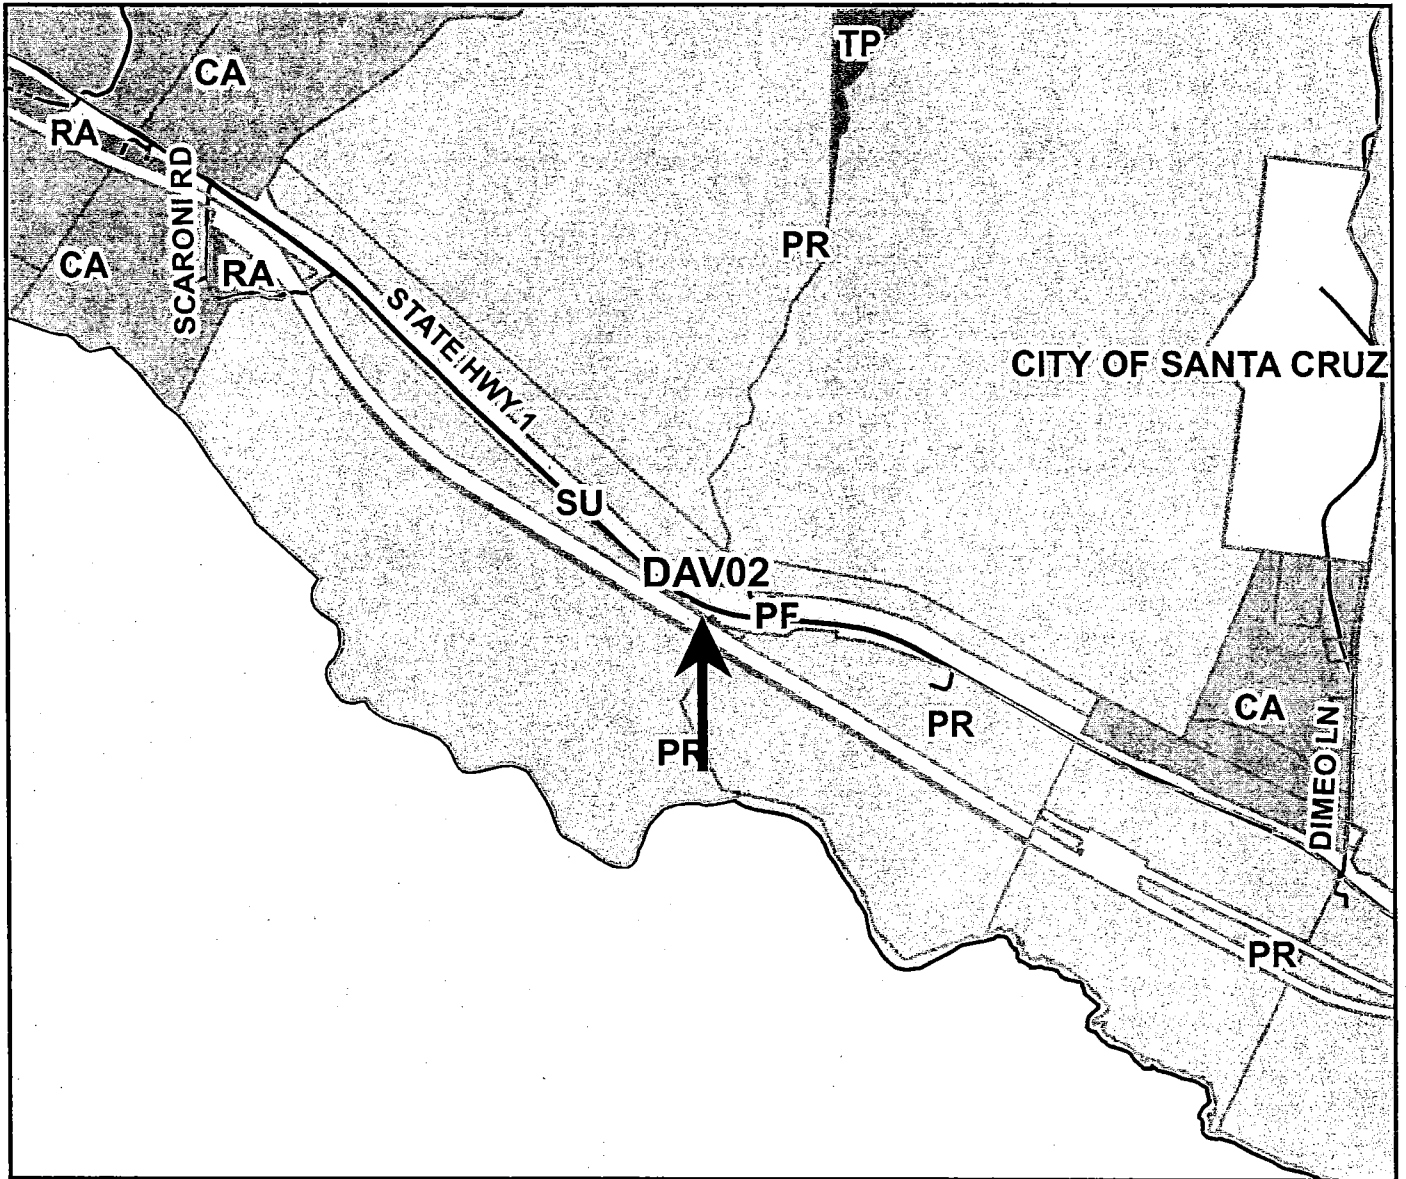 TP
CA
RA
SCARONI RD
PR
CA
RA
STATE HWY 1
CITY OF SANTA CRUZ
SU
DAV02
PF
CA
PR
PR
DIMEO LN
PR